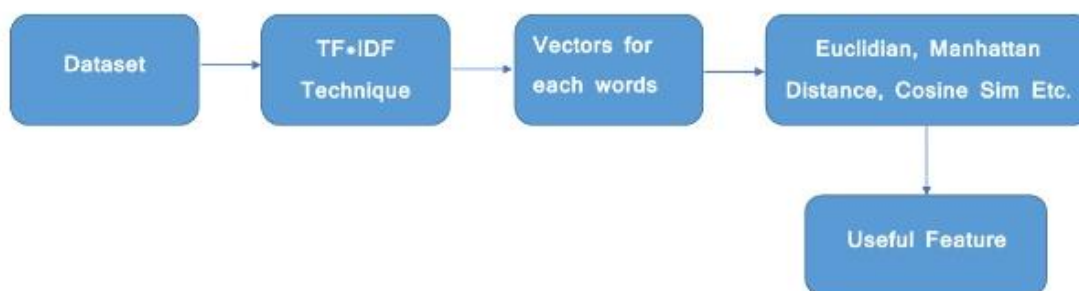 Dataset
TF•IDF
Technique
Vectors for
each words
Euclidian, Manhattan
Distance, Cosine Sim Etc.
Useful Feature